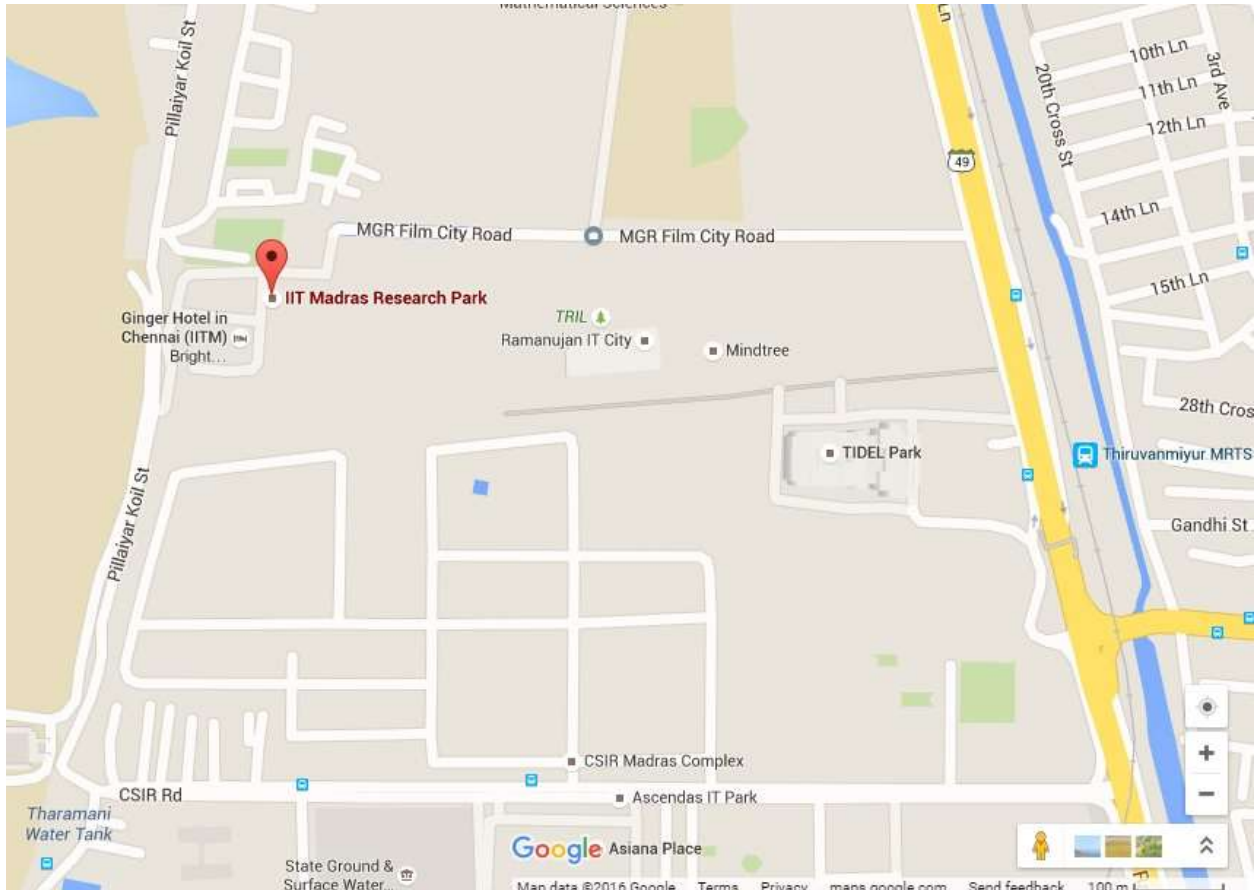 Mathematical Sciences
Ln
Pillaiyar Koil St
10th Ln
3rd Ave
11th Ln
20th Cross St
12th Ln
49
14th Ln
MGR Film City Road
MGR Film City Road
15th Ln
IIT Madras Research Park
Ginger Hotel in
Chennai (IITM)
Bright...
TRIL
Ramanujan IT City
Mindtree
28th Cros
TIDEL Park
Thiruvanmiyur MRTS
Pillaiyar Koil St
Gandhi St
CSIR Madras Complex
CSIR Rd
Ascendas IT Park
Tharamani
Water Tank
Google
Asiana Place
State Ground &
Surface Water...
Map data ©2016 Google
Terms
Privacy
maps.google.com
Send feedback
100 m
F